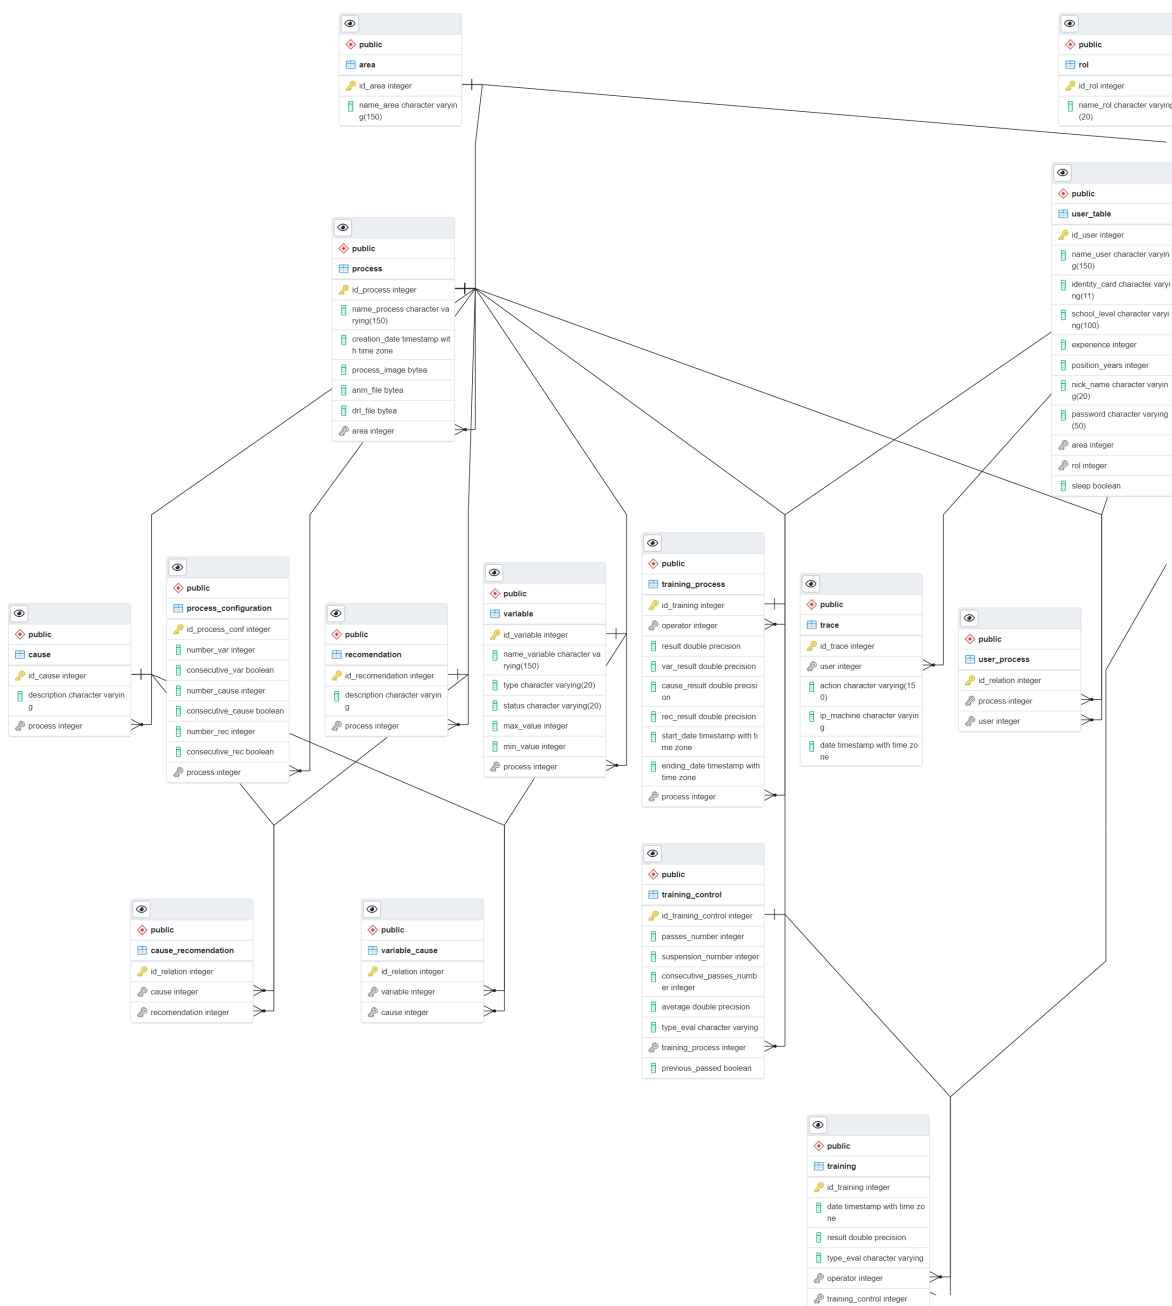 public
area
id_area integer
name_area character varyin
g(150)
public
rol
id_rol integer
name_rol character varying
(20)
public
user_table
id_user integer
name_user character varyin
g(150)
identity_card character varyi
ng(11)
school_level character varyi
ng(100)
experience integer
position_years integer
nick_name character varyin
g(20)
password character varying
(50)
area integer
rol integer
sleep boolean
public
process
id_process integer
name_process character va
rying(150)
creation_date timestamp wit
h time zone
process_image bytea
anm_file bytea
drl_file bytea
area integer
public
cause
id_cause integer
description character varyin
g
process integer
public
process_configuration
id_process_conf integer
number_var integer
consecutive_var boolean
number_cause integer
consecutive_cause boolean
number_rec integer
consecutive_rec boolean
process integer
public
recomendation
id_recomendation integer
description character varyin
g
process integer
public
variable
id_variable integer
name_variable character va
rying(150)
type character varying(20)
status character varying(20)
max_value integer
min_value integer
process integer
public
training_process
id_training integer
operator integer
result double precision
var_result double precision
cause_result double precisi
on
rec_result double precision
start_date timestamp with ti
me zone
ending_date timestamp with
time zone
process integer
public
trace
id_trace integer
user integer
action character varying(15
0)
ip_machine character varyin
g
date timestamp with time zo
ne
public
user_process
id_relation integer
process integer
user integer
public
cause_recomendation
id_relation integer
cause integer
recomendation integer
public
variable_cause
id_relation integer
variable integer
cause integer
public
training_control
id_training_control integer
passes_number integer
suspension_number integer
consecutive_passes_numb
er integer
average double precision
type_eval character varying
training_process integer
previous_passed boolean
public
training
id_training integer
date timestamp with time zo
ne
result double precision
type_eval character varying
operator integer
training_control integer